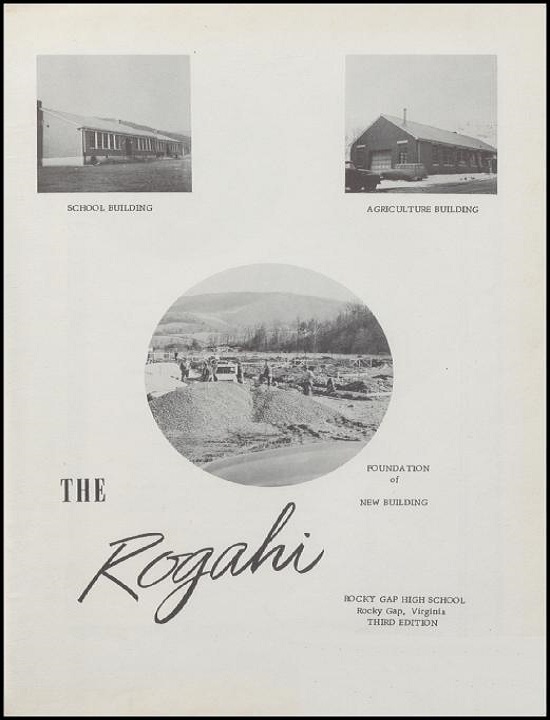 SCHOOL BUILDING
AGRICULTURE BUILDING
FOUNDATION
of
NEW BUILDING
THE
Rogahi
ROCKY GAP HIGH SCHOOL
Rocky Gap, Virginia
THIRD EDITION